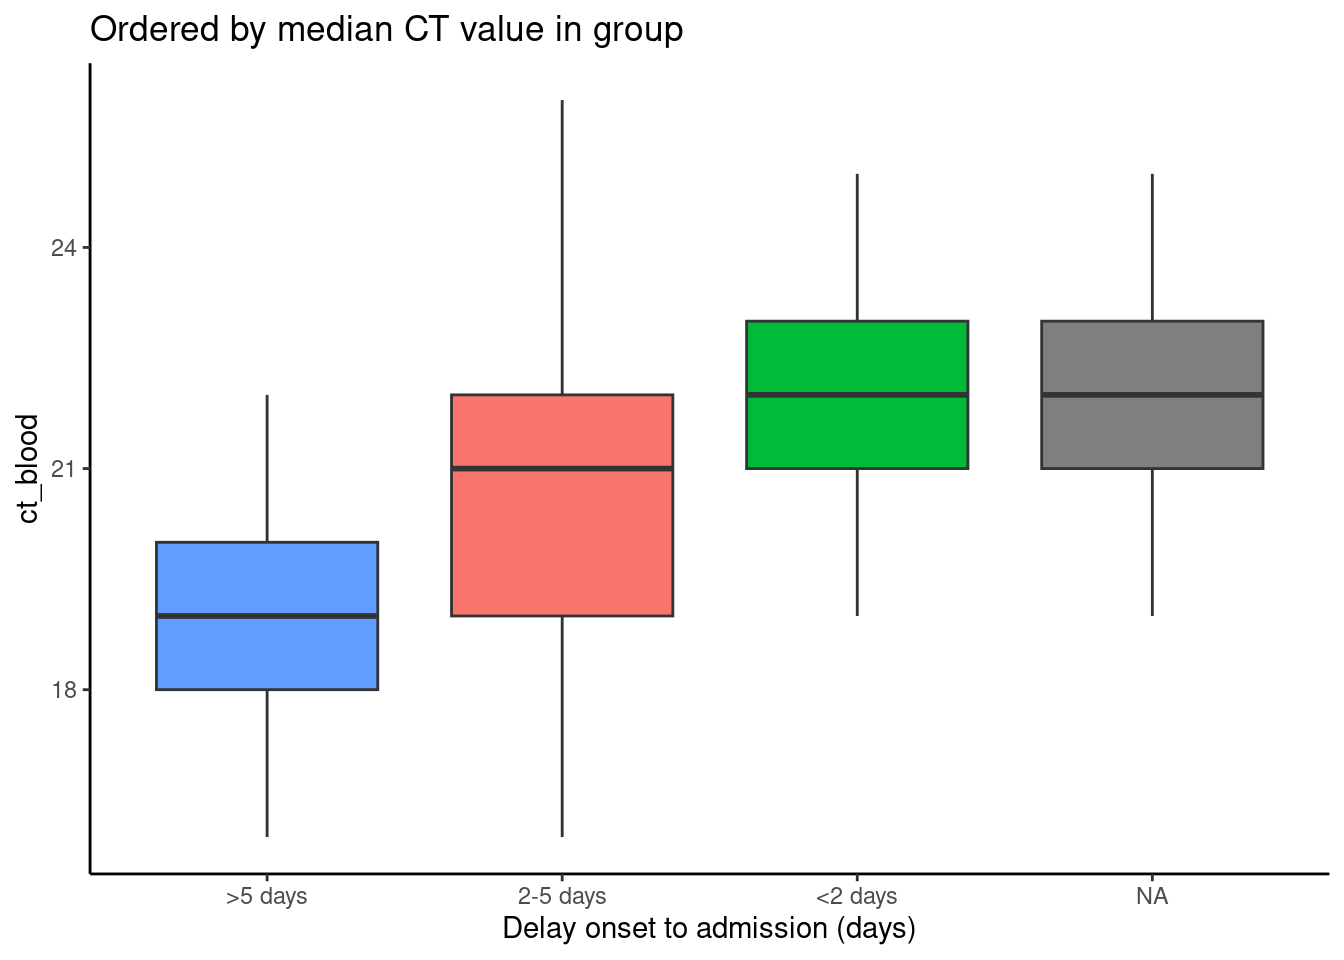 Ordered by median CT value in group
ct_blood
24
21
18
>5 days
2-5 days
<2 days
NA
Delay onset to admission (days)